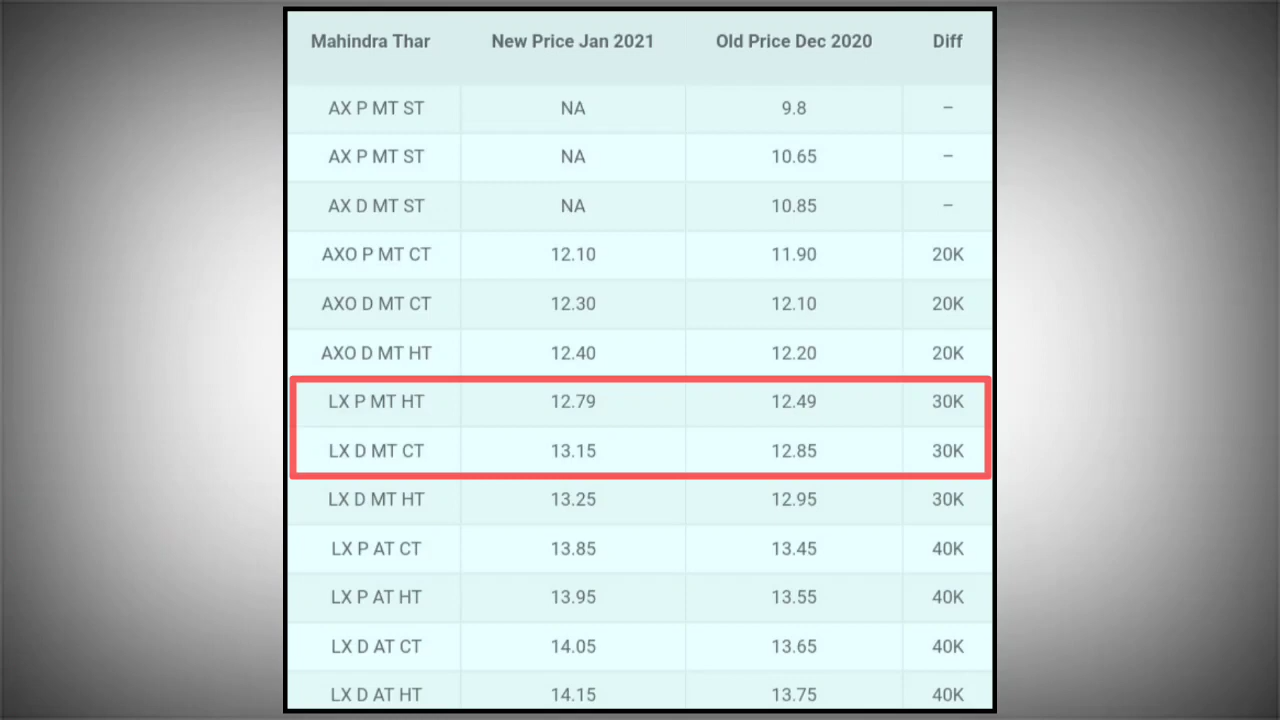 Mahindra Thar New Price Jan 2021 Old Price Dec 2020 Diff
AX P MT ST NA 9.8 –
AX P MT ST NA 10.65 –
AX D MT ST NA 10.85 –
AXO P MT CT 12.10 11.90 20K
AXO D MT CT 12.30 12.10 20K
AXO D MT HT 12.40 12.20 20K
LX P MT HT 12.79 12.49 30K
LX D MT CT 13.15 12.85 30K
LX D MT HT 13.25 12.95 30K
LX P AT CT 13.85 13.45 40K
LX P AT HT 13.95 13.55 40K
LX D AT CT 14.05 13.65 40K
LX D AT HT 14.15 13.75 40K